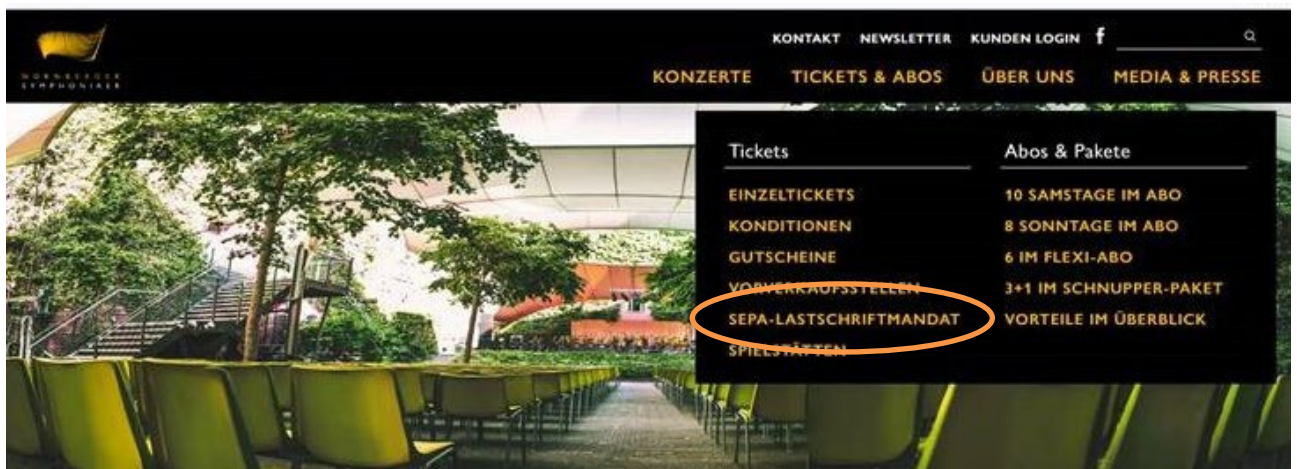 KONTAKT NEWSLETTER KUNDEN LOGIN f
NÜRNBERGER
SYMPHONIKER
KONZERTE TICKETS & ABOS ÜBER UNS MEDIA & PRESSE
Tickets
EINZELTICKETS
KONDITIONEN
GUTSCHEINE
VORVERKAUFSSTELLEN
SEPA-LASTSCHRIFTMANDAT
SPIELSTÄTTEN
Abos & Pakete
10 SAMSTAGE IM ABO
8 SONNTAGE IM ABO
6 IM FLEXI-ABO
3+1 IM SCHNUPPER-PAKET
VORTEILE IM ÜBERBLICK